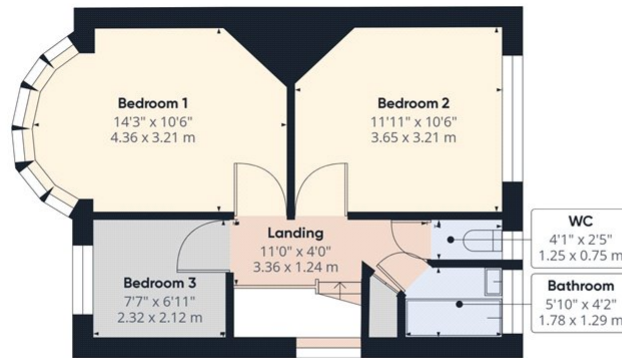 Bedroom 1
14'3" x 10'6"
4.36 x 3.21 m
Bedroom 2
11'11" x 10'6"
3.65 x 3.21 m
Landing
11'0" x 4'0"
3.36 x 1.24 m
WC
4'1" x 2'5"
1.25 x 0.75 m
Bedroom 3
7'7" x 6'11"
2.32 x 2.12 m
Bathroom
5'10" x 4'2"
1.78 x 1.29 m